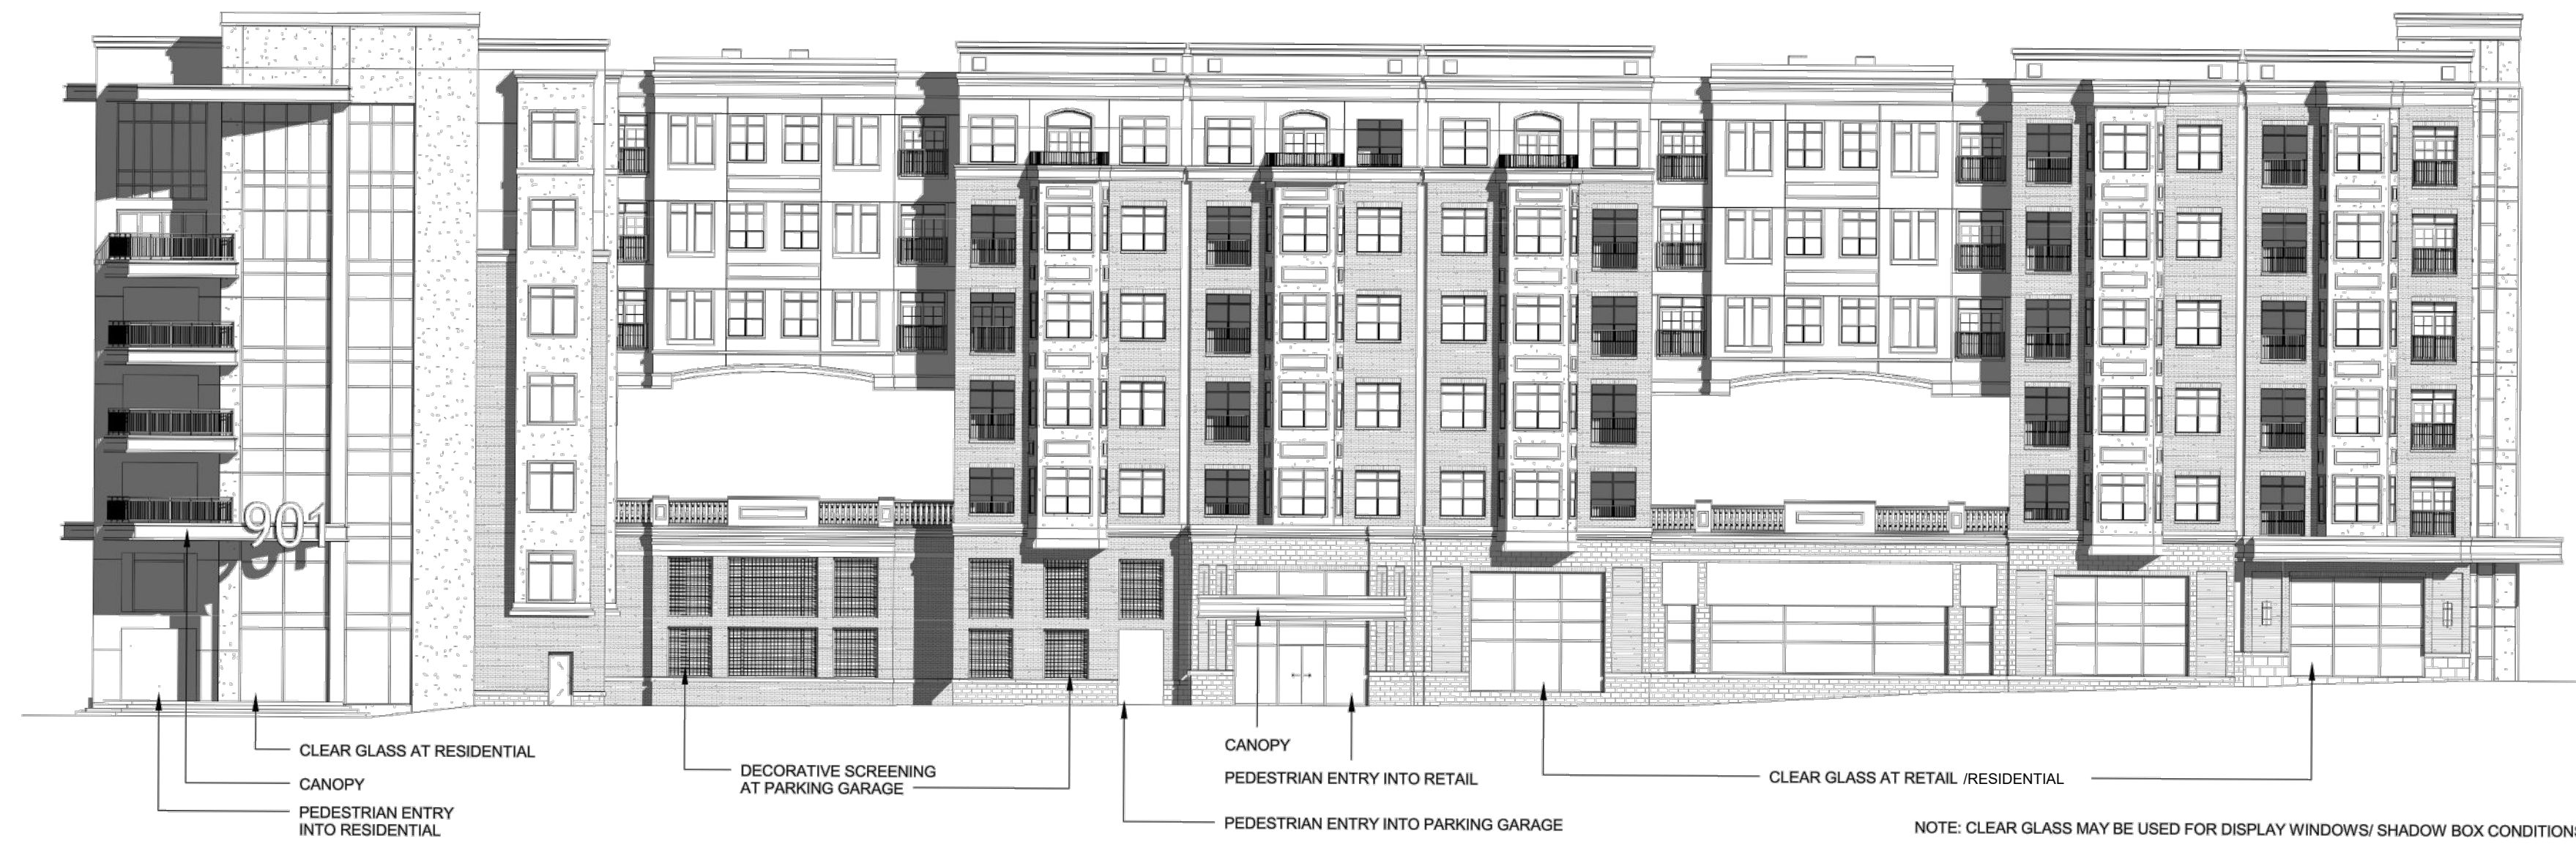 901
CLEAR GLASS AT RESIDENTIAL
CANOPY
PEDESTRIAN ENTRY
INTO RESIDENTIAL
DECORATIVE SCREENING
AT PARKING GARAGE
CANOPY
PEDESTRIAN ENTRY INTO RETAIL
PEDESTRIAN ENTRY INTO PARKING GARAGE
CLEAR GLASS AT RETAIL /RESIDENTIAL
NOTE: CLEAR GLASS MAY BE USED FOR DISPLAY WINDOWS/ SHADOW BOX CONDITIONS